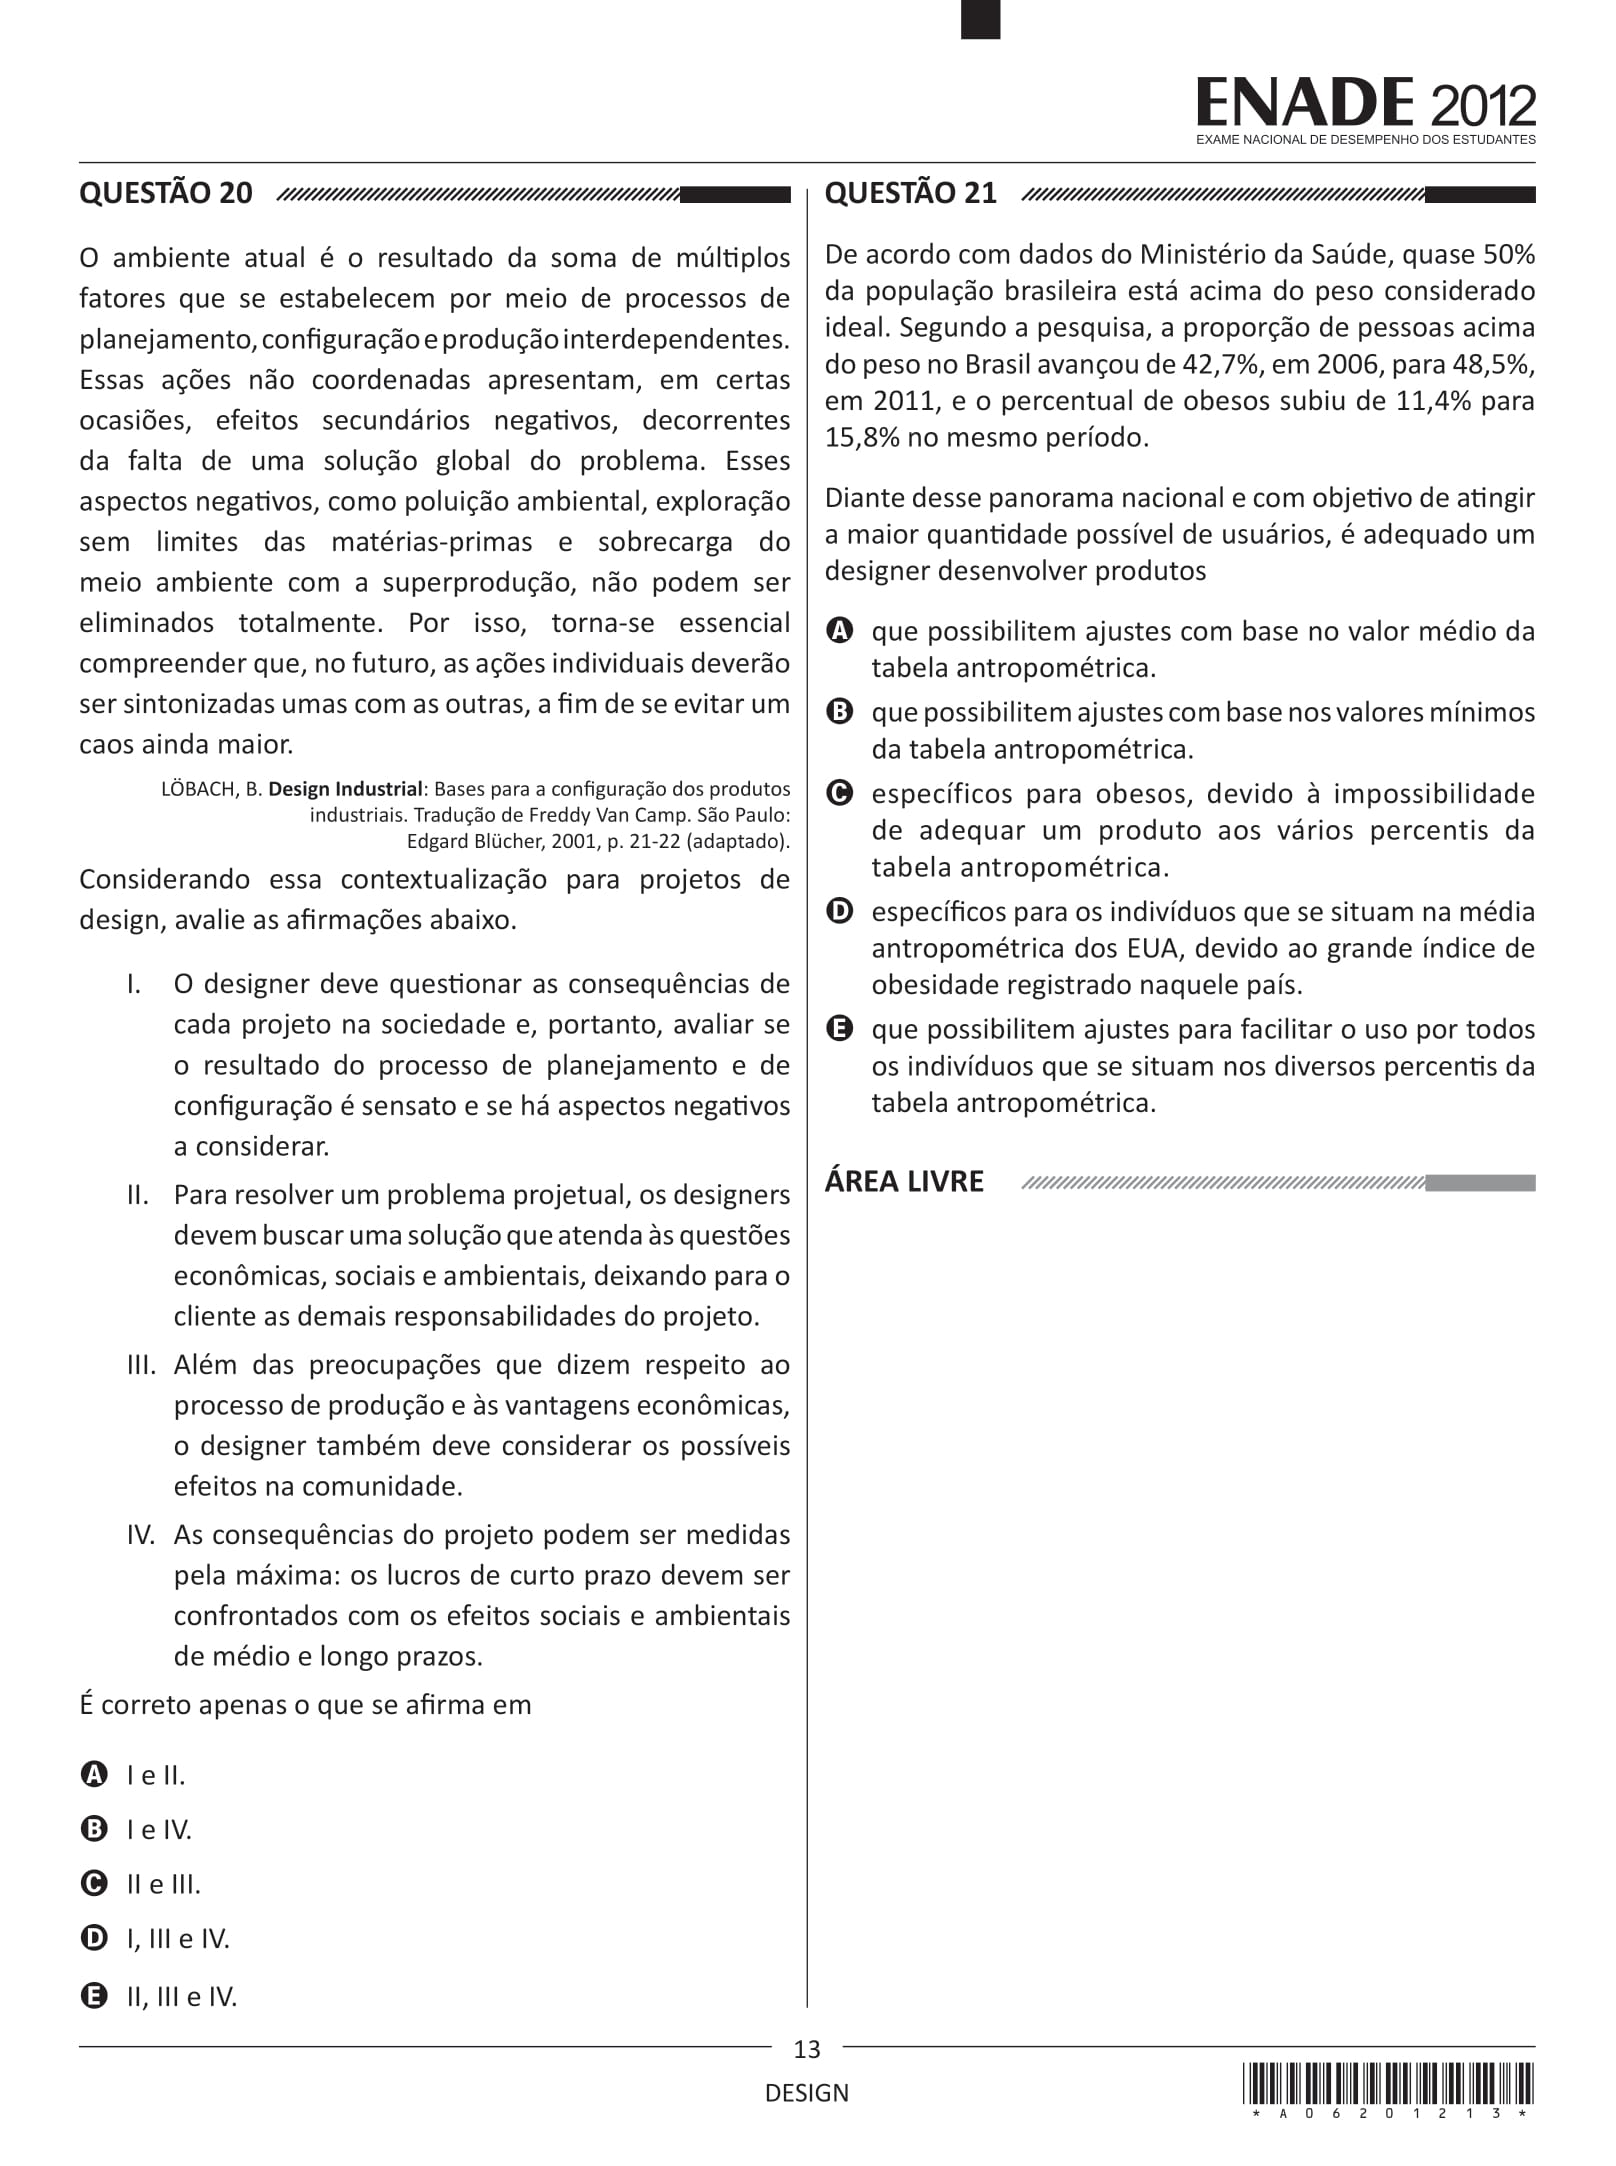 ENADE 2012
EXAME NACIONAL DE DESEMPENHO DOS ESTUDANTES
QUESTÃO 20
O ambiente atual é o resultado da soma de múltiplos
fatores que se estabelecem por meio de processos de
planejamento, configuração e produção interdependentes.
Essas ações não coordenadas apresentam, em certas
ocasiões, efeitos secundários negativos, decorrentes
da falta de uma solução global do problema. Esses
aspectos negativos, como poluição ambiental, exploração
sem limites das matérias-primas e sobrecarga do
meio ambiente com a superprodução, não podem ser
eliminados totalmente. Por isso, torna-se essencial
compreender que, no futuro, as ações individuais deverão
ser sintonizadas umas com as outras, a fim de se evitar um
caos ainda maior.
LÖBACH, B. Design Industrial: Bases para a configuração dos produtos
industriais. Tradução de Freddy Van Camp. São Paulo:
Edgard Blücher, 2001, p. 21-22 (adaptado).
Considerando essa contextualização para projetos de
design, avalie as afirmações abaixo.
I. O designer deve questionar as consequências de
cada projeto na sociedade e, portanto, avaliar se
o resultado do processo de planejamento e de
configuração é sensato e se há aspectos negativos
a considerar.
II. Para resolver um problema projetual, os designers
devem buscar uma solução que atenda às questões
econômicas, sociais e ambientais, deixando para o
cliente as demais responsabilidades do projeto.
III. Além das preocupações que dizem respeito ao
processo de produção e às vantagens econômicas,
o designer também deve considerar os possíveis
efeitos na comunidade.
IV. As consequências do projeto podem ser medidas
pela máxima: os lucros de curto prazo devem ser
confrontados com os efeitos sociais e ambientais
de médio e longo prazos.
É correto apenas o que se afirma em
A I e II.
B I e IV.
C II e III.
D I, III e IV.
E II, III e IV.
QUESTÃO 21
De acordo com dados do Ministério da Saúde, quase 50%
da população brasileira está acima do peso considerado
ideal. Segundo a pesquisa, a proporção de pessoas acima
do peso no Brasil avançou de 42,7%, em 2006, para 48,5%,
em 2011, e o percentual de obesos subiu de 11,4% para
15,8% no mesmo período.
Diante desse panorama nacional e com objetivo de atingir
a maior quantidade possível de usuários, é adequado um
designer desenvolver produtos
A que possibilitem ajustes com base no valor médio da
tabela antropométrica.
B que possibilitem ajustes com base nos valores mínimos
da tabela antropométrica.
C específicos para obesos, devido à impossibilidade
de adequar um produto aos vários percentis da
tabela antropométrica.
D específicos para os indivíduos que se situam na média
antropométrica dos EUA, devido ao grande índice de
obesidade registrado naquele país.
E que possibilitem ajustes para facilitar o uso por todos
os indivíduos que se situam nos diversos percentis da
tabela antropométrica.
ÁREA LIVRE
13
DESIGN
* A 0 6 2 0 1 2 1 3 *